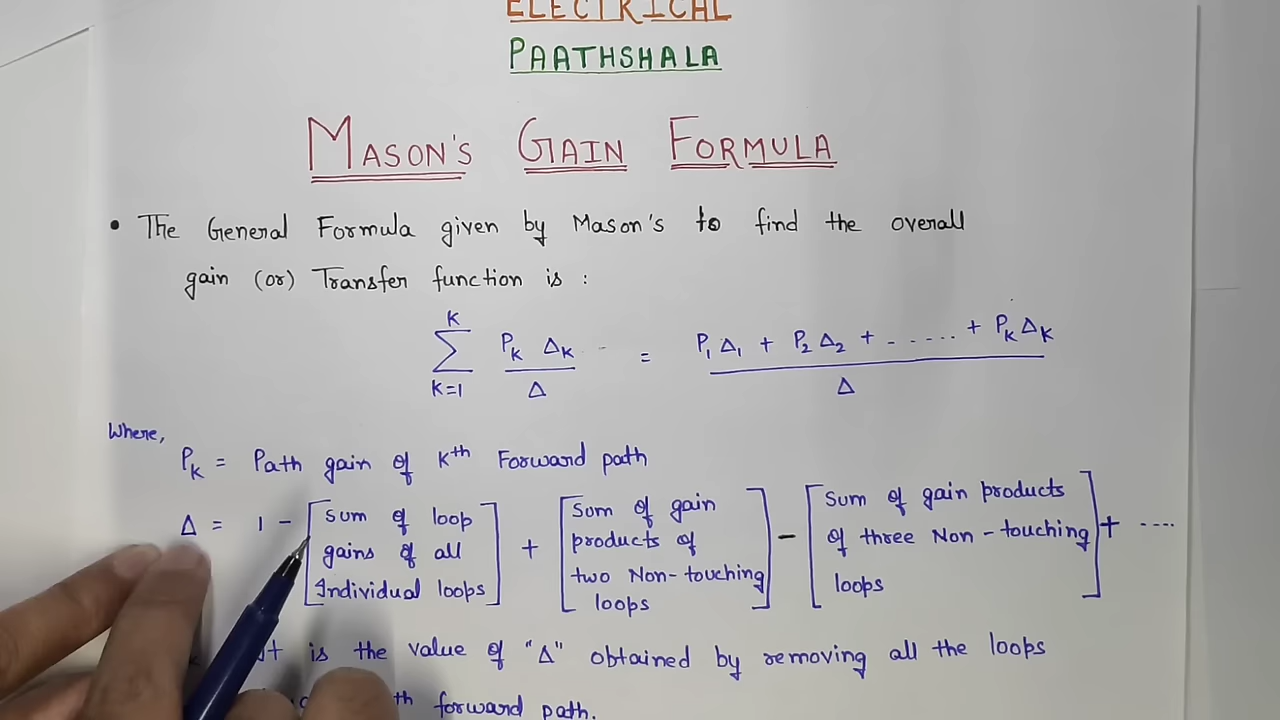 ELECTRICAL
PAATHSHALA
MASON'S GAIN FORMULA
• The General Formula given by Mason's to find the overall
gain (or) Transfer function is :
K
∑ Pk Δk / Δ = P1 Δ1 + P2 Δ2 + ...... + Pk Δk / Δ
K=1
Where,
Pk = Path gain of Kth Forward path
Δ = 1 - [Sum of loop gains of all Individual loops] + [Sum of gain products of two Non-touching loops] - [Sum of gain products of three Non-touching loops] + ....
It is the value of "Δ" obtained by removing all the loops
th forward path.